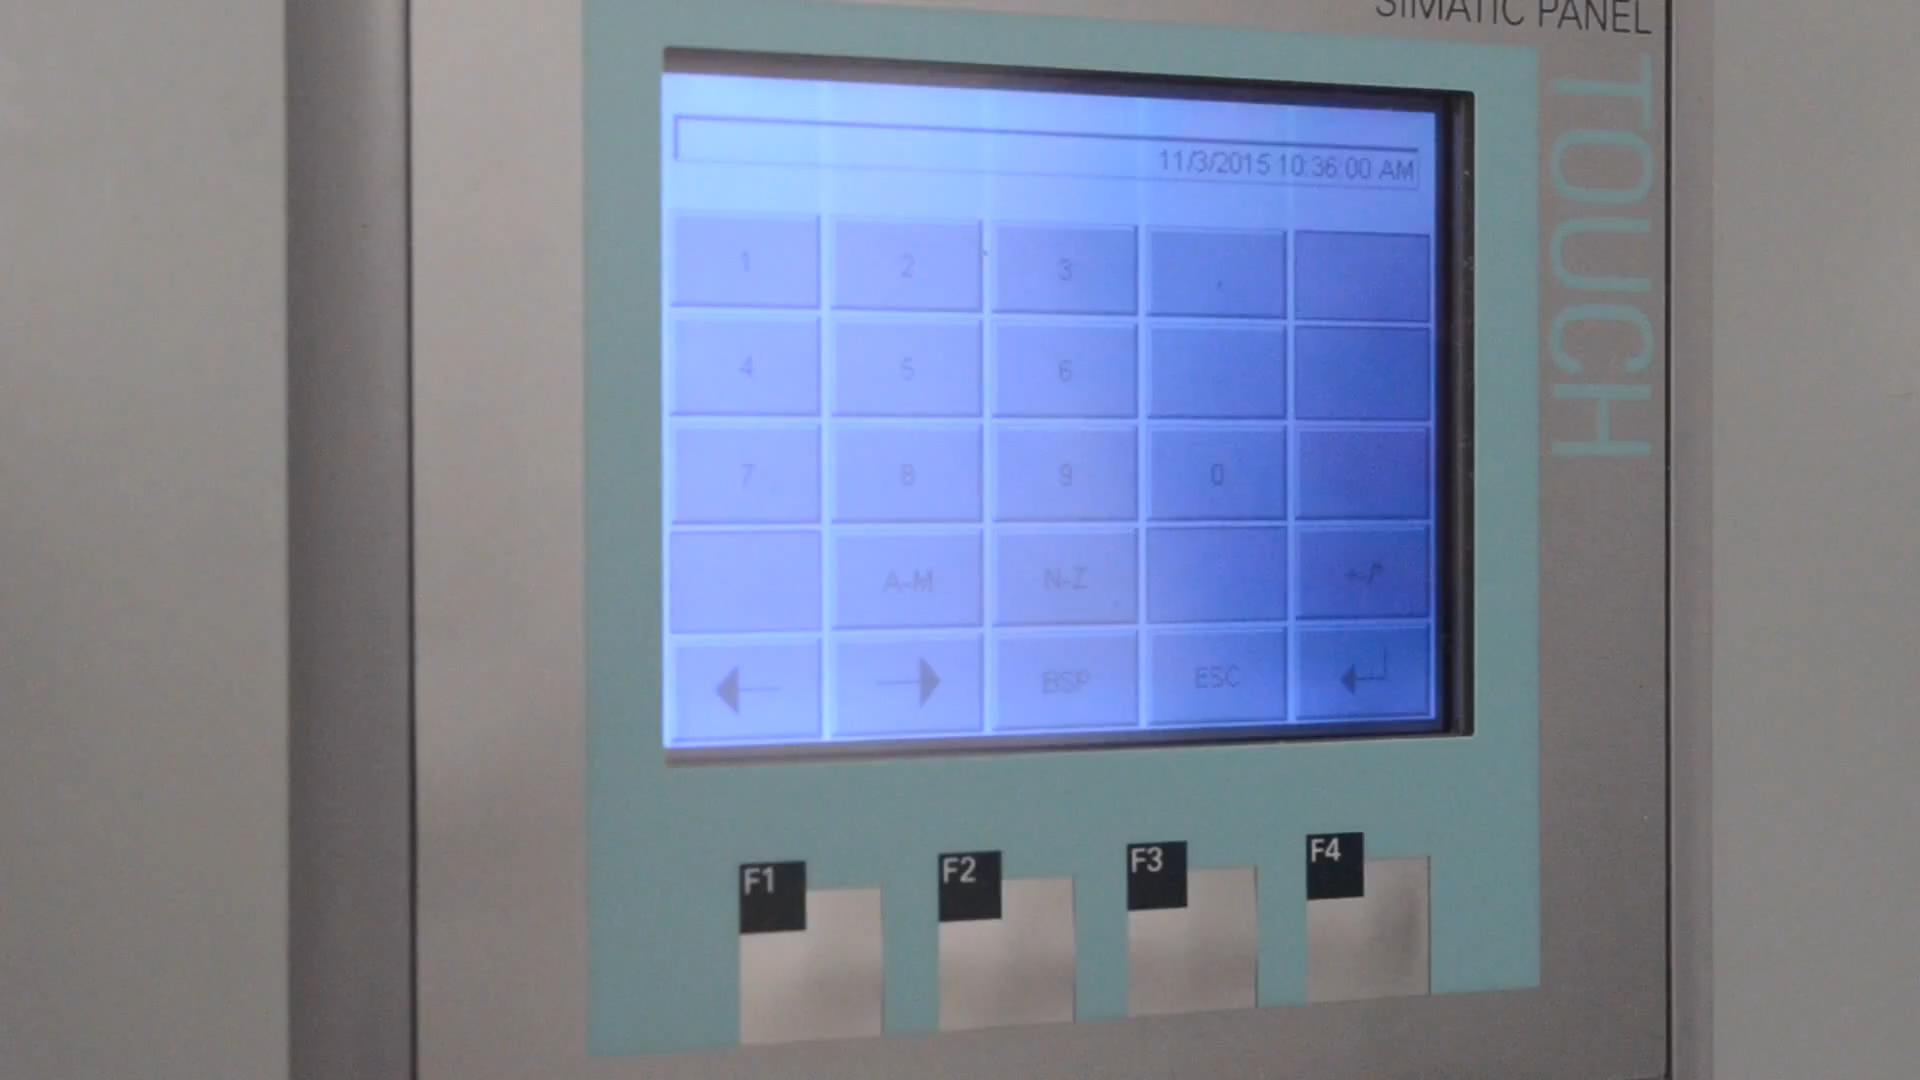 SIMATIC PANEL
TOUCH
11/3/2015 10:36:00 AM
1 2 3 .
4 5 6
7 8 9 0
A-M N-Z +-/*
BSP ESC
F1 F2 F3 F4